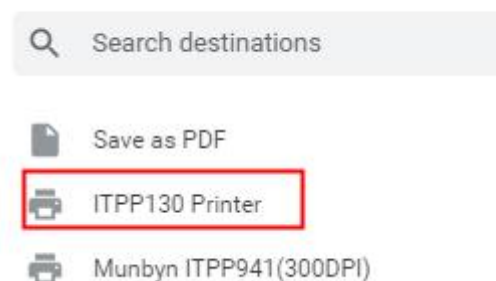 Search destinations
Save as PDF
ITPP130 Printer
Munbyn ITPP941(300DPI)